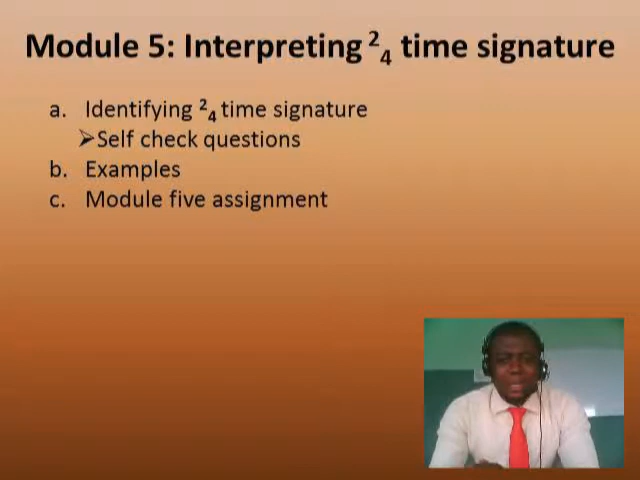 Module 5: Interpreting ²₄ time signature
a. Identifying ²₄ time signature
➢Self check questions
b. Examples
c. Module five assignment